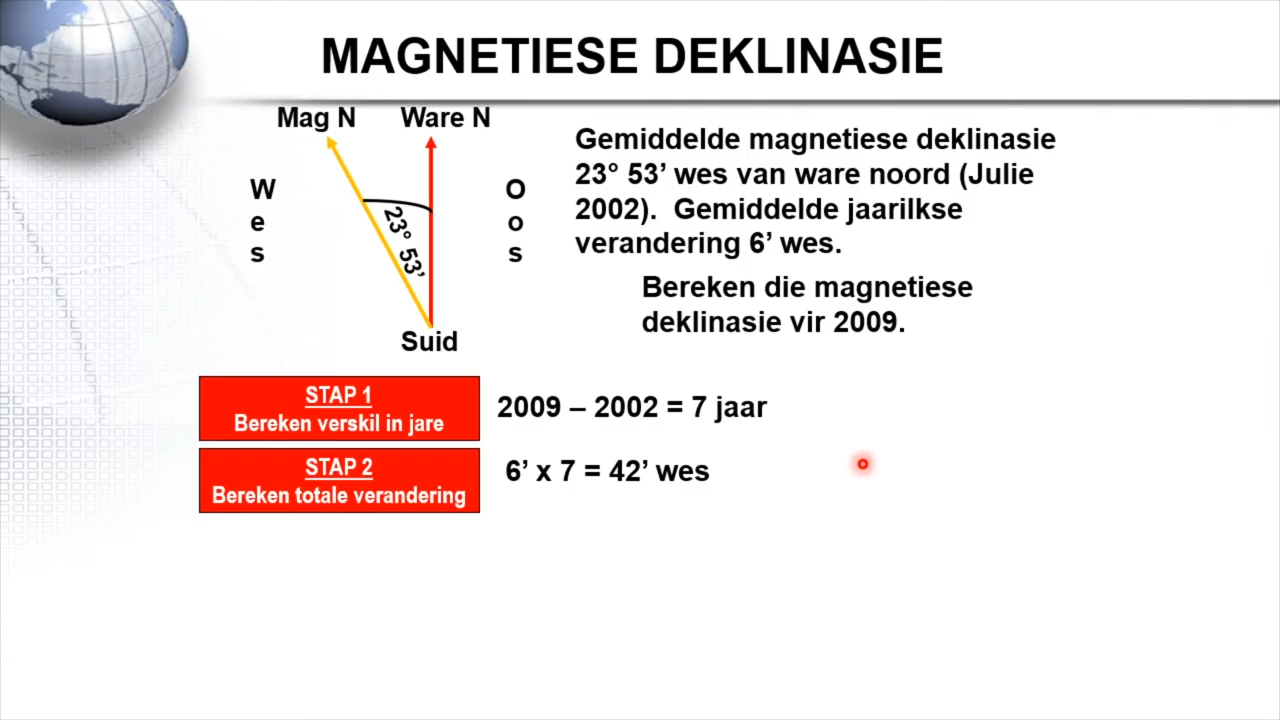 MAGNETIESE DEKLINASIE
Mag N
Ware N
W
e
s
O
o
s
23° 53’
Suid
Gemiddelde magnetiese deklinasie
23° 53’ wes van ware noord (Julie
2002). Gemiddelde jaarilkse
verandering 6’ wes.
Bereken die magnetiese
deklinasie vir 2009.
STAP 1
Bereken verskil in jare
2009 – 2002 = 7 jaar
STAP 2
Bereken totale verandering
6’ x 7 = 42’ wes